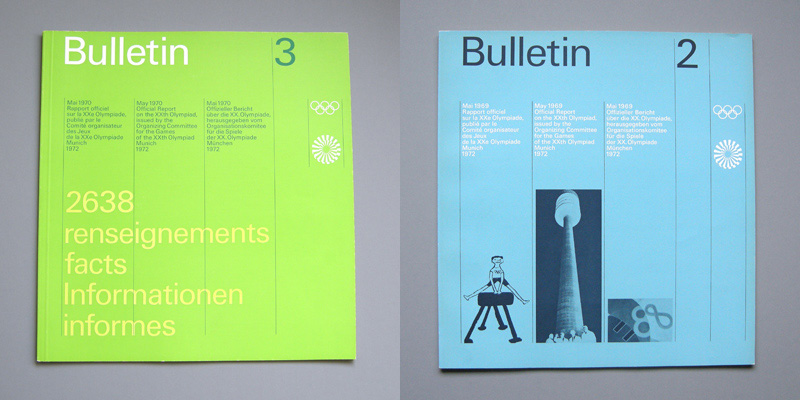 Bulletin
3
Mai 1970
Rapport officiel
sur la XXe Olympiade,
publié par le
Comité organisateur
des Jeux
de la XXe Olympiade
Munich
1972
May 1970
Official Report
on the XXth Olympiad,
issued by the
Organizing Committee
for the Games
of the XXth Olympiad
Munich
1972
Mai 1970
Offizieller Bericht
über die XX. Olympiade,
herausgegeben vom
Organisationskomitee
für die Spiele
der XX. Olympiade
München
1972
2638
renseignements
facts
Informationen
informes
Bulletin
2
Mai 1969
Rapport officiel
sur la XXe Olympiade,
publié par le
Comité organisateur
des Jeux
de la XXe Olympiade
Munich
1972
May 1969
Official Report
on the XXth Olympiad,
issued by the
Organizing Committee
for the Games
of the XXth Olympiad
Munich
1972
Mai 1969
Offizieller Bericht
über die XX. Olympiade,
herausgegeben vom
Organisationskomitee
für die Spiele
der XX. Olympiade
München
1972